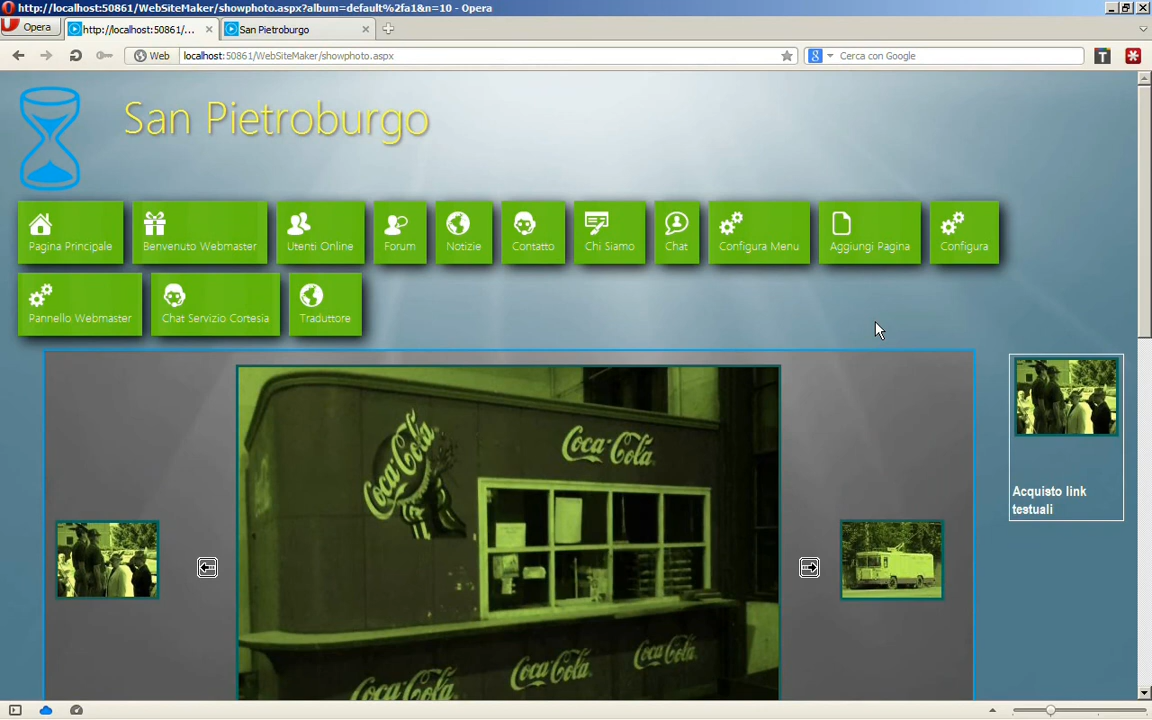 http://localhost:50861/WebSiteMaker/showphoto.aspx?album=default%2fa1&n=10 - Opera
Opera
http://localhost:50861/...
San Pietroburgo
Web
localhost:50861/WebSiteMaker/showphoto.aspx
8
Cerca con Google
T
San Pietroburgo
Pagina Principale
Benvenuto Webmaster
Utenti Online
Forum
Notizie
Contatto
Chi Siamo
Chat
Configura Menu
Aggiungi Pagina
Configura
Pannello Webmaster
Chat Servizio Cortesia
Traduttore
Coca-Cola
Coca-Cola
Coca-Cola
Coca-Cola
Coca-Cola
Acquisto link
testuali